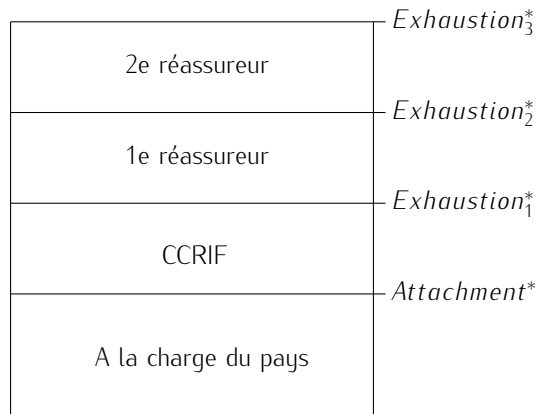 Exhaustion*3
2e réassureur
Exhaustion*2
1e réassureur
Exhaustion*1
CCRIF
Attachment*
A la charge du pays